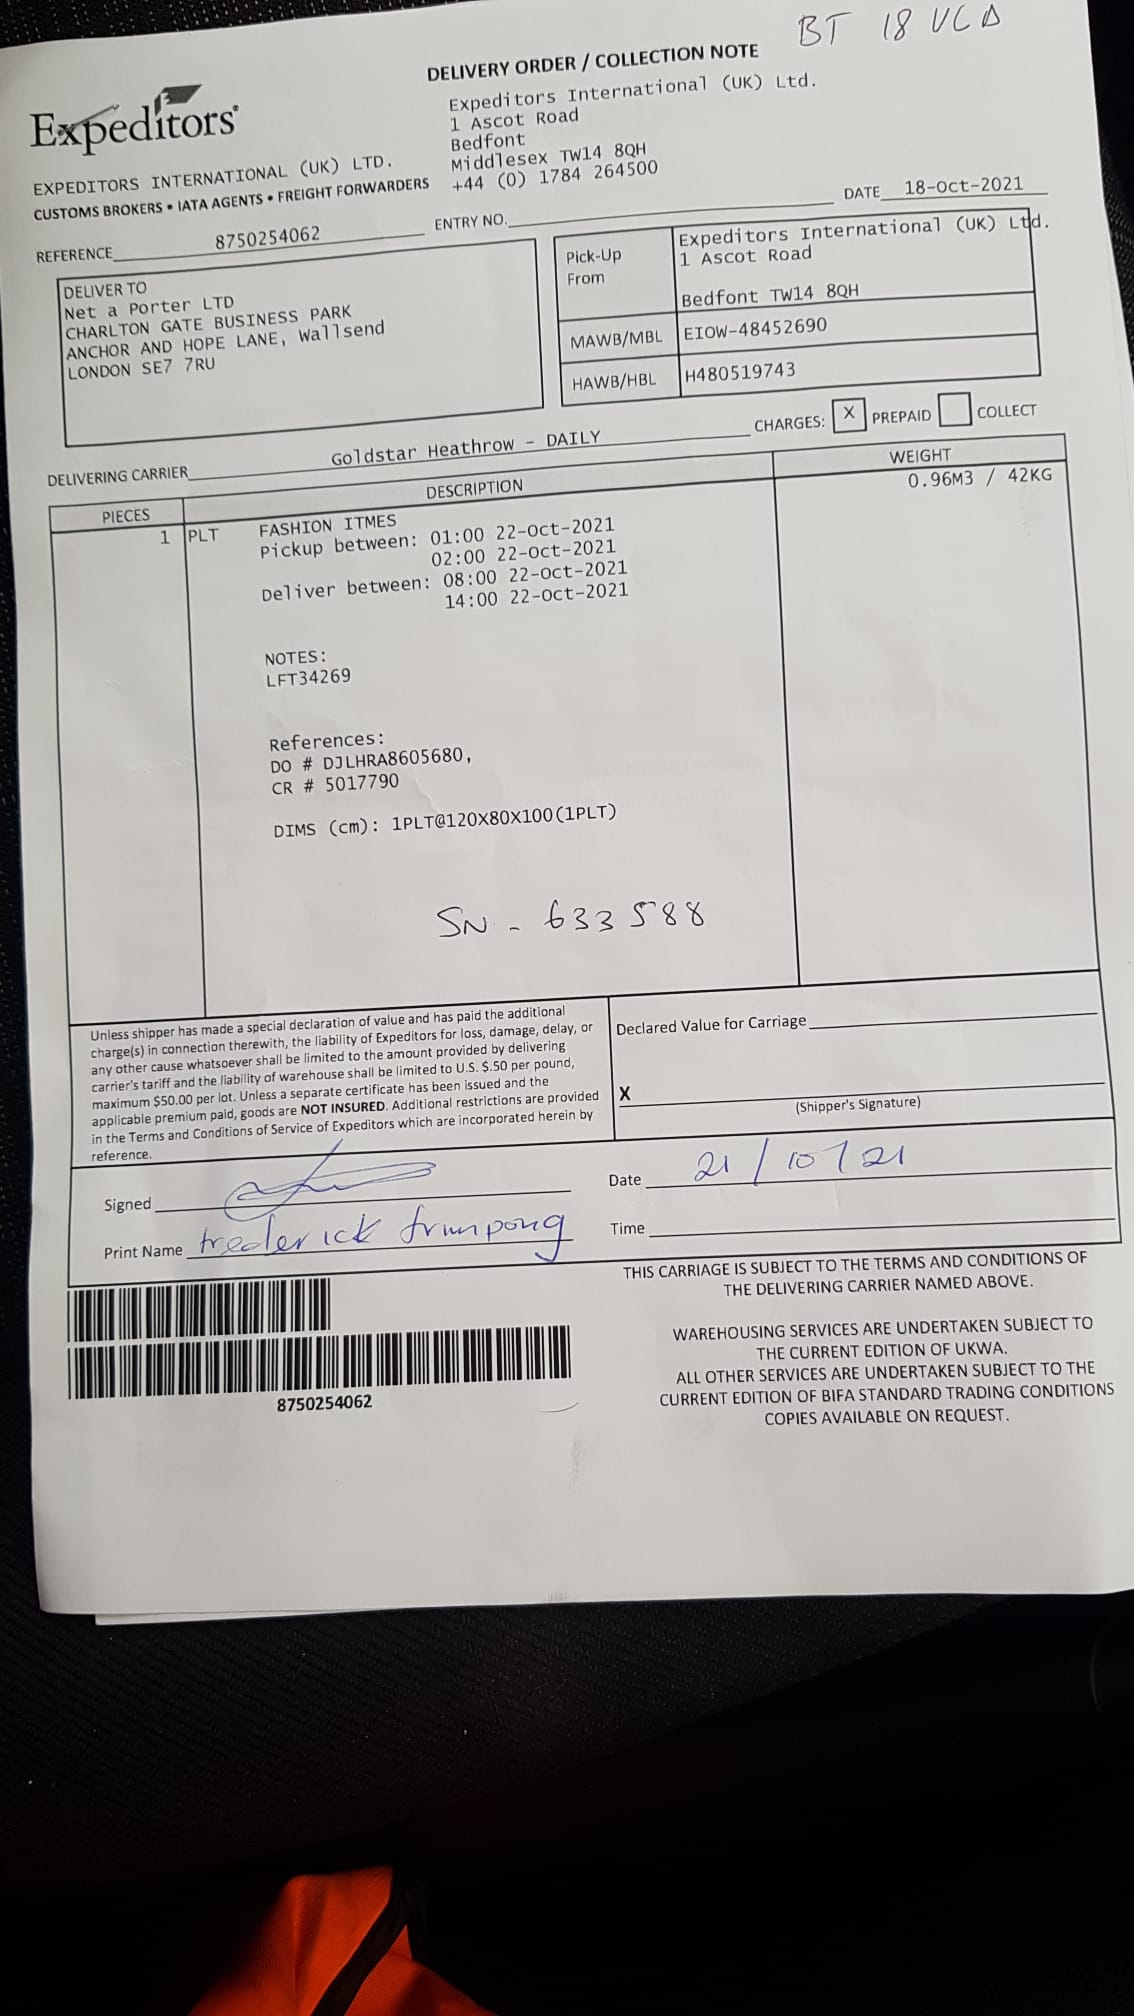 BT 18 VCA
DELIVERY ORDER / COLLECTION NOTE
Expeditors®
Expeditors International (UK) Ltd.
1 Ascot Road
Bedfont
Middlesex TW14 8QH
+44 (0) 1784 264500
EXPEDITORS INTERNATIONAL (UK) LTD.
CUSTOMS BROKERS • IATA AGENTS • FREIGHT FORWARDERS
DATE 18-Oct-2021
REFERENCE 8750254062 ENTRY NO.
DELIVER TO
Net a Porter LTD
CHARLTON GATE BUSINESS PARK
ANCHOR AND HOPE LANE, Wallsend
LONDON SE7 7RU
Pick-Up From
Expeditors International (UK) Ltd.
1 Ascot Road
Bedfont TW14 8QH
MAWB/MBL EIOW-48452690
HAWB/HBL H480519743
CHARGES: X PREPAID COLLECT
DELIVERING CARRIER Goldstar Heathrow - DAILY
PIECES DESCRIPTION WEIGHT
1 PLT FASHION ITMES 0.96M3 / 42KG
Pickup between: 01:00 22-Oct-2021
02:00 22-Oct-2021
Deliver between: 08:00 22-Oct-2021
14:00 22-Oct-2021
NOTES:
LFT34269
References:
DO # DJLHRA8605680,
CR # 5017790
DIMS (cm): 1PLT@120X80X100(1PLT)
SN - 633588
Unless shipper has made a special declaration of value and has paid the additional
charge(s) in connection therewith, the liability of Expeditors for loss, damage, delay, or
any other cause whatsoever shall be limited to the amount provided by delivering
carrier's tariff and the liability of warehouse shall be limited to U.S. $.50 per pound,
maximum $50.00 per lot. Unless a separate certificate has been issued and the
applicable premium paid, goods are NOT INSURED. Additional restrictions are provided
in the Terms and Conditions of Service of Expeditors which are incorporated herein by
reference.
Declared Value for Carriage
X
(Shipper's Signature)
Signed
Date 21/10/21
Print Name frederick frimpong
Time
THIS CARRIAGE IS SUBJECT TO THE TERMS AND CONDITIONS OF
THE DELIVERING CARRIER NAMED ABOVE.
WAREHOUSING SERVICES ARE UNDERTAKEN SUBJECT TO
THE CURRENT EDITION OF UKWA.
ALL OTHER SERVICES ARE UNDERTAKEN SUBJECT TO THE
CURRENT EDITION OF BIFA STANDARD TRADING CONDITIONS
COPIES AVAILABLE ON REQUEST.
8750254062